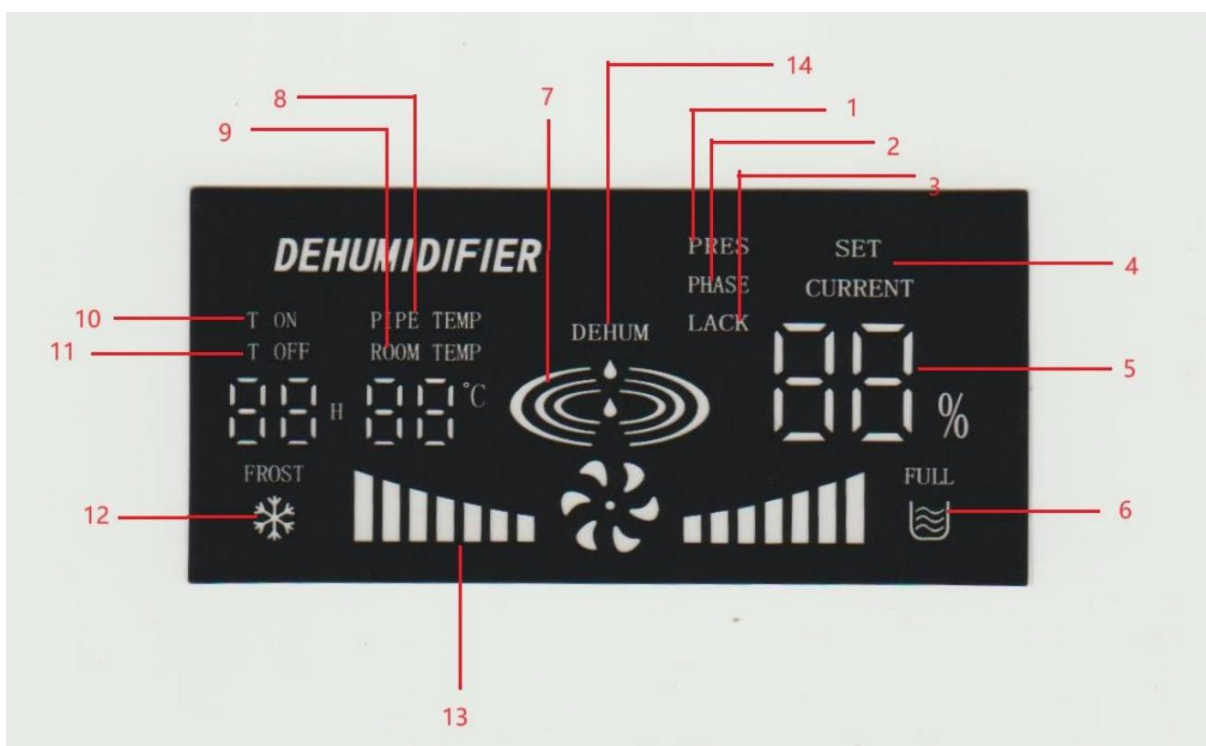 14
8
7
1
9
2
3
DEHUMIDIFIER
PRES
SET
4
PHASE
CURRENT
10
T ON
PIPE TEMP
DEHUM
LACK
11
T OFF
ROOM TEMP
5
88 H
88 °C
88 %
FROST
FULL
12
6
13